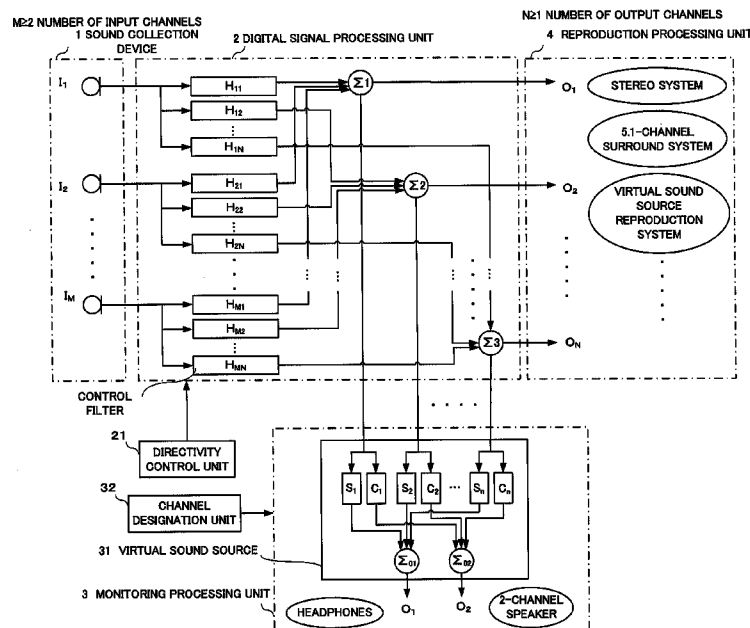 M≥2 NUMBER OF INPUT CHANNELS
N≥1 NUMBER OF OUTPUT CHANNELS
1 SOUND COLLECTION DEVICE
2 DIGITAL SIGNAL PROCESSING UNIT
4 REPRODUCTION PROCESSING UNIT
I1
H11
Σ1
O1
STEREO SYSTEM
H12
H1N
5.1-CHANNEL
SURROUND SYSTEM
I2
H21
H22
H2N
Σ2
O2
VIRTUAL SOUND
SOURCE
REPRODUCTION
SYSTEM
IM
HM1
HM2
HMN
Σ3
ON
CONTROL
FILTER
21
DIRECTIVITY
CONTROL UNIT
32
CHANNEL
DESIGNATION UNIT
S1
C1
S2
C2
Sn
Cn
31 VIRTUAL SOUND SOURCE
Σ01
Σ02
3 MONITORING PROCESSING UNIT
HEADPHONES
O1
O2
2-CHANNEL
SPEAKER